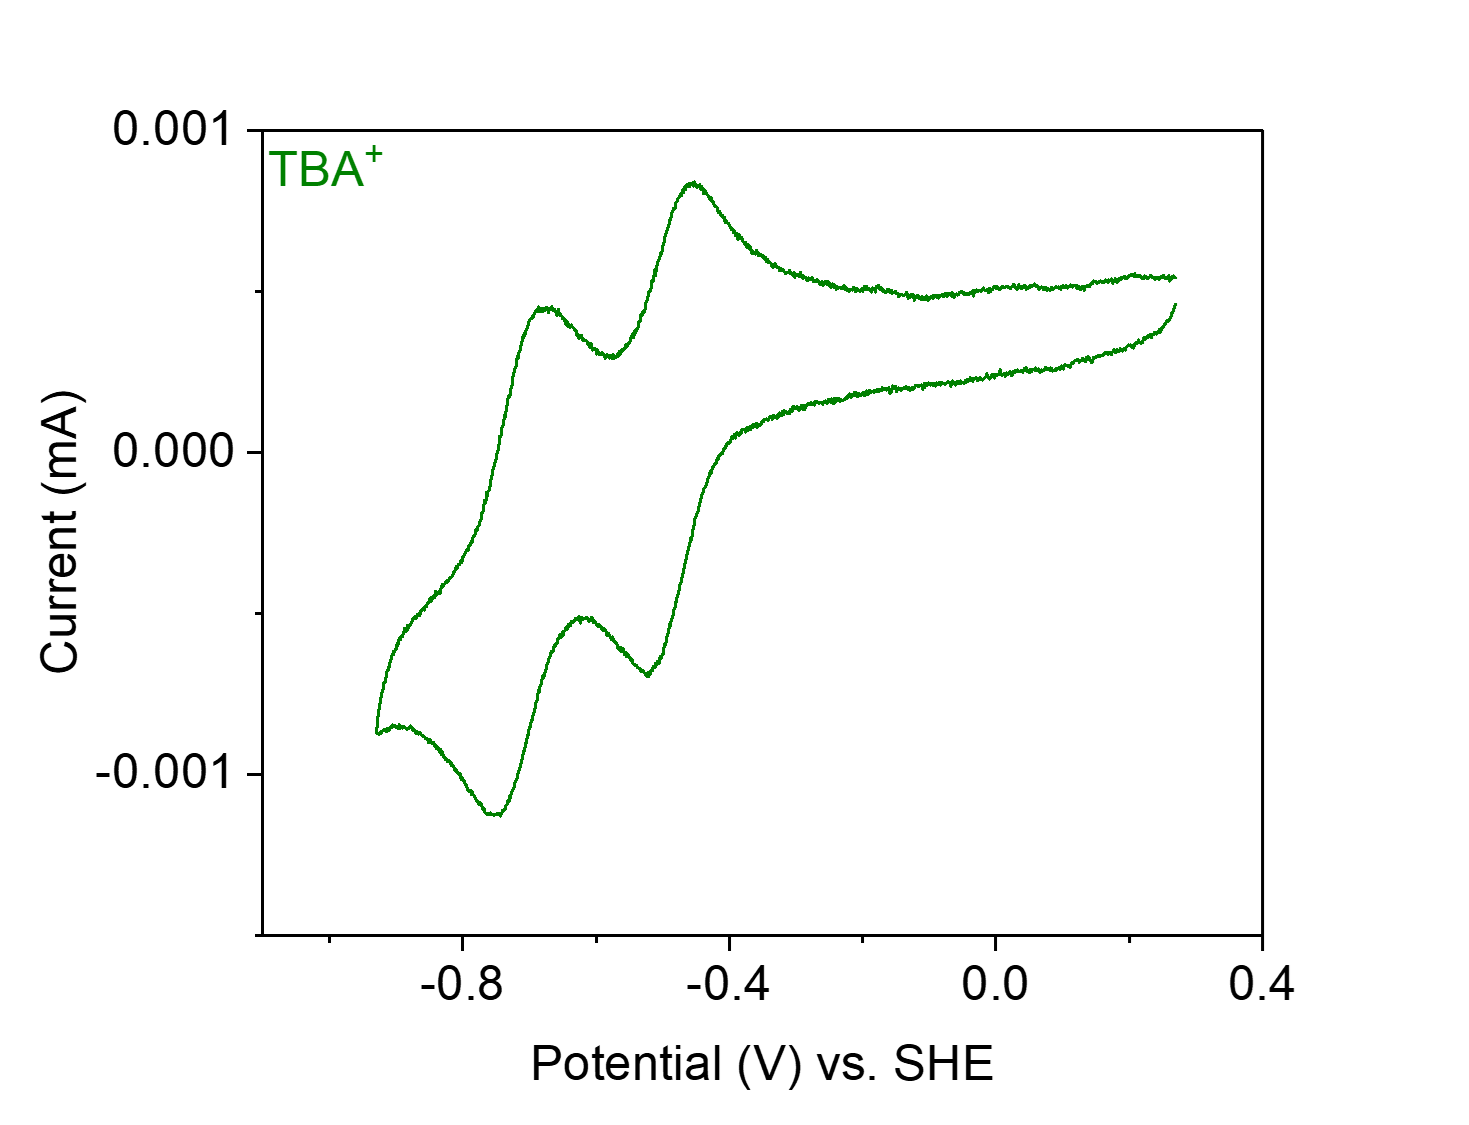 0.001
TBA⁺
0.000
-0.001
Current (mA)
-0.8 -0.4 0.0 0.4
Potential (V) vs. SHE